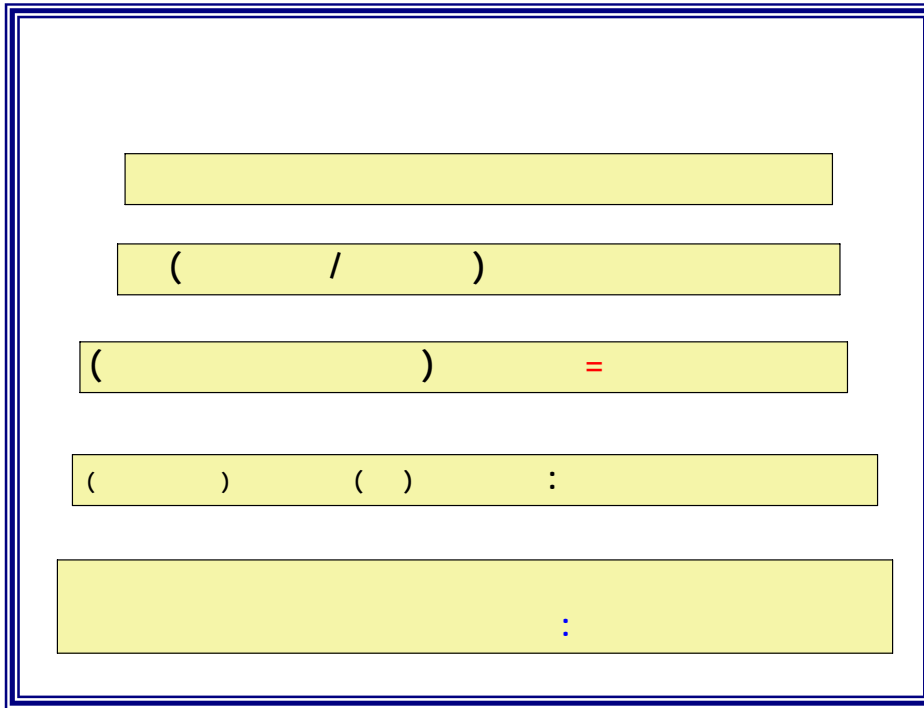 ( / )
( ) =
( ) ( ) :
: